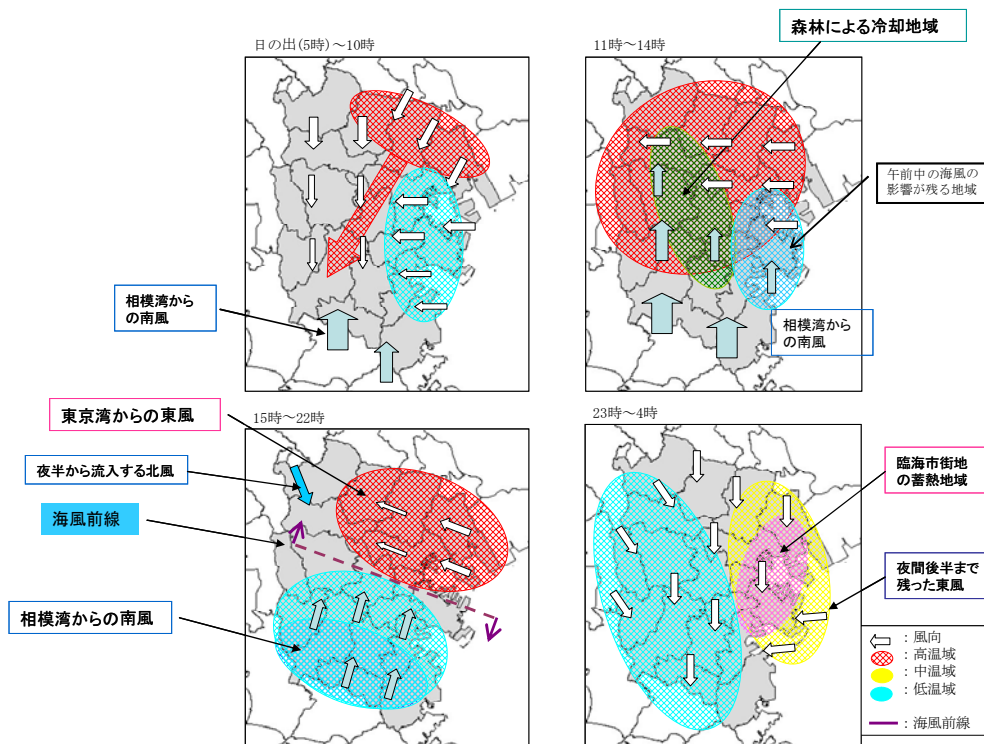 日の出(5時)～10時
相模湾から
の南風
11時～14時
森林による冷却地域
午前中の海風の
影響が残る地域
相模湾から
の南風
15時～22時
東京湾からの東風
夜半から流入する北風
海風前線
相模湾からの南風
23時～4時
臨海市街地
の蓄熱地域
夜間後半まで
残った東風
：風向
：高温域
：中温域
：低温域
：海風前線